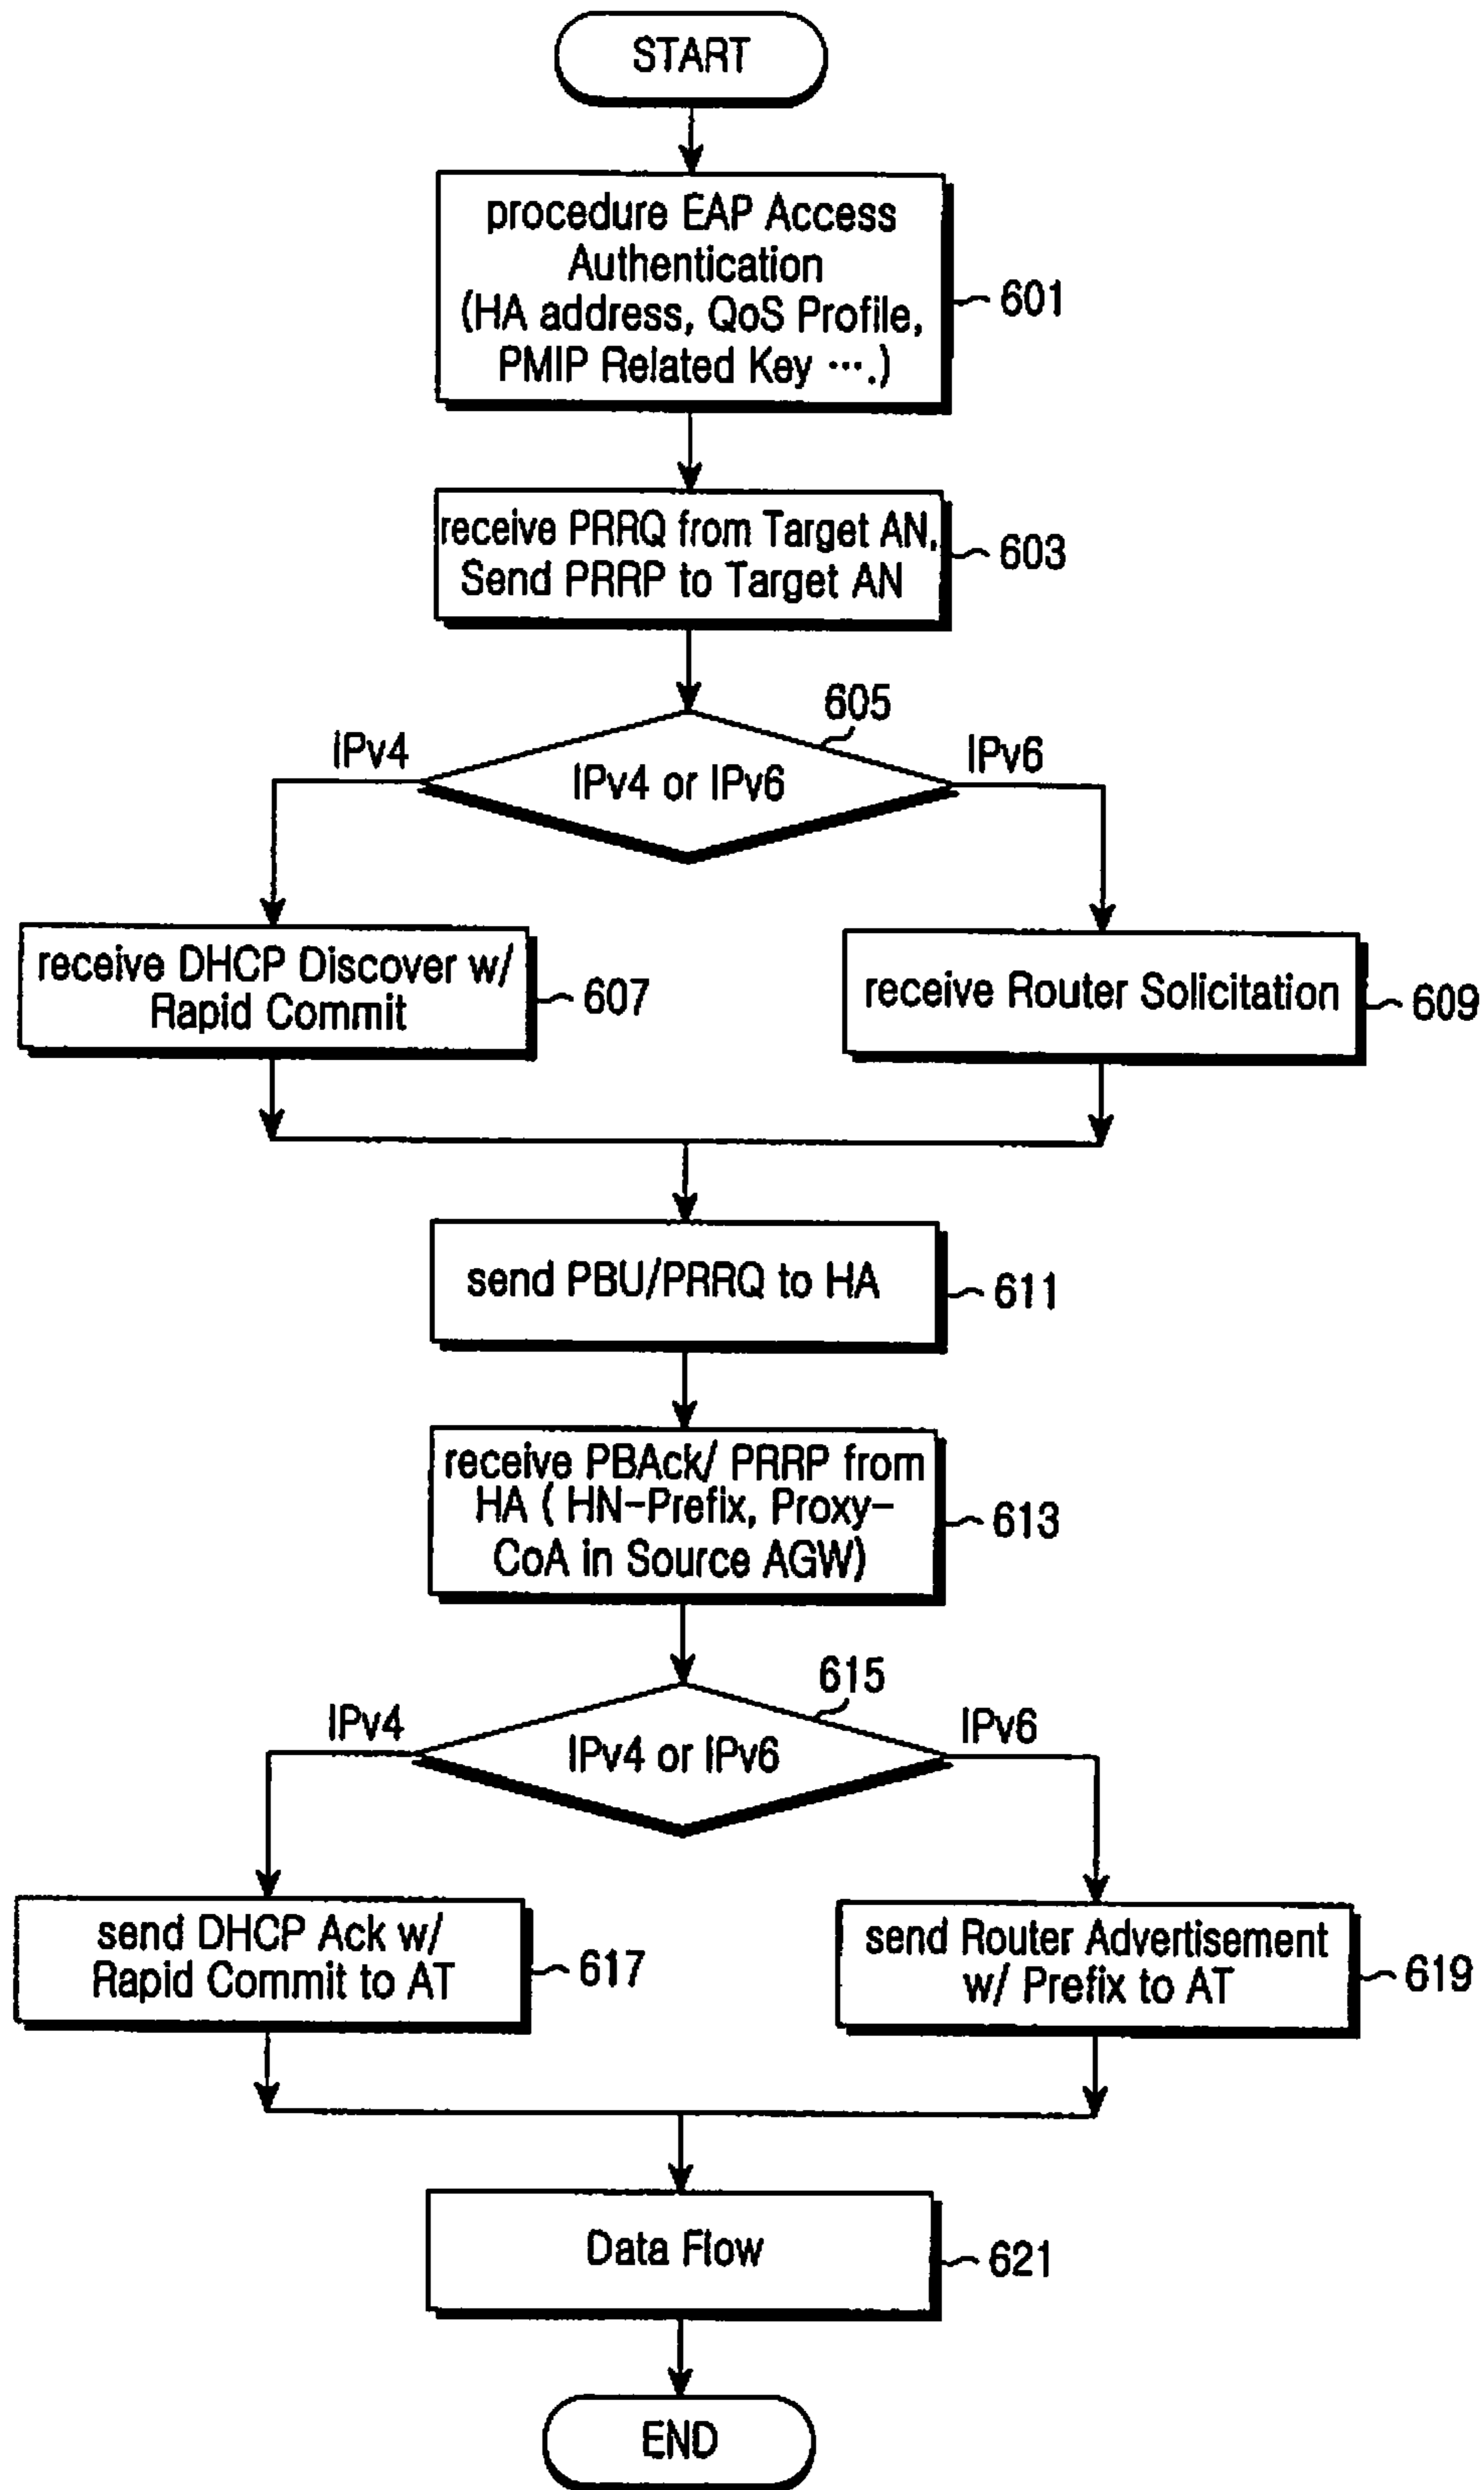 START
procedure EAP Access
Authentication
(HA address, QoS Profile,
PMIP Related Key ….)
601
receive PRRQ from Target AN,
Send PRRP to Target AN
603
605
IPv4
IPv4 or IPv6
IPv6
receive DHCP Discover w/
Rapid Commit
607
receive Router Solicitation
609
send PBU/PRRQ to HA
611
receive PBAck/ PRRP from
HA ( HN-Prefix, Proxy-
CoA in Source AGW)
613
615
IPv4
IPv4 or IPv6
IPv6
send DHCP Ack w/
Rapid Commit to AT
617
send Router Advertisement
w/ Prefix to AT
619
Data Flow
621
END